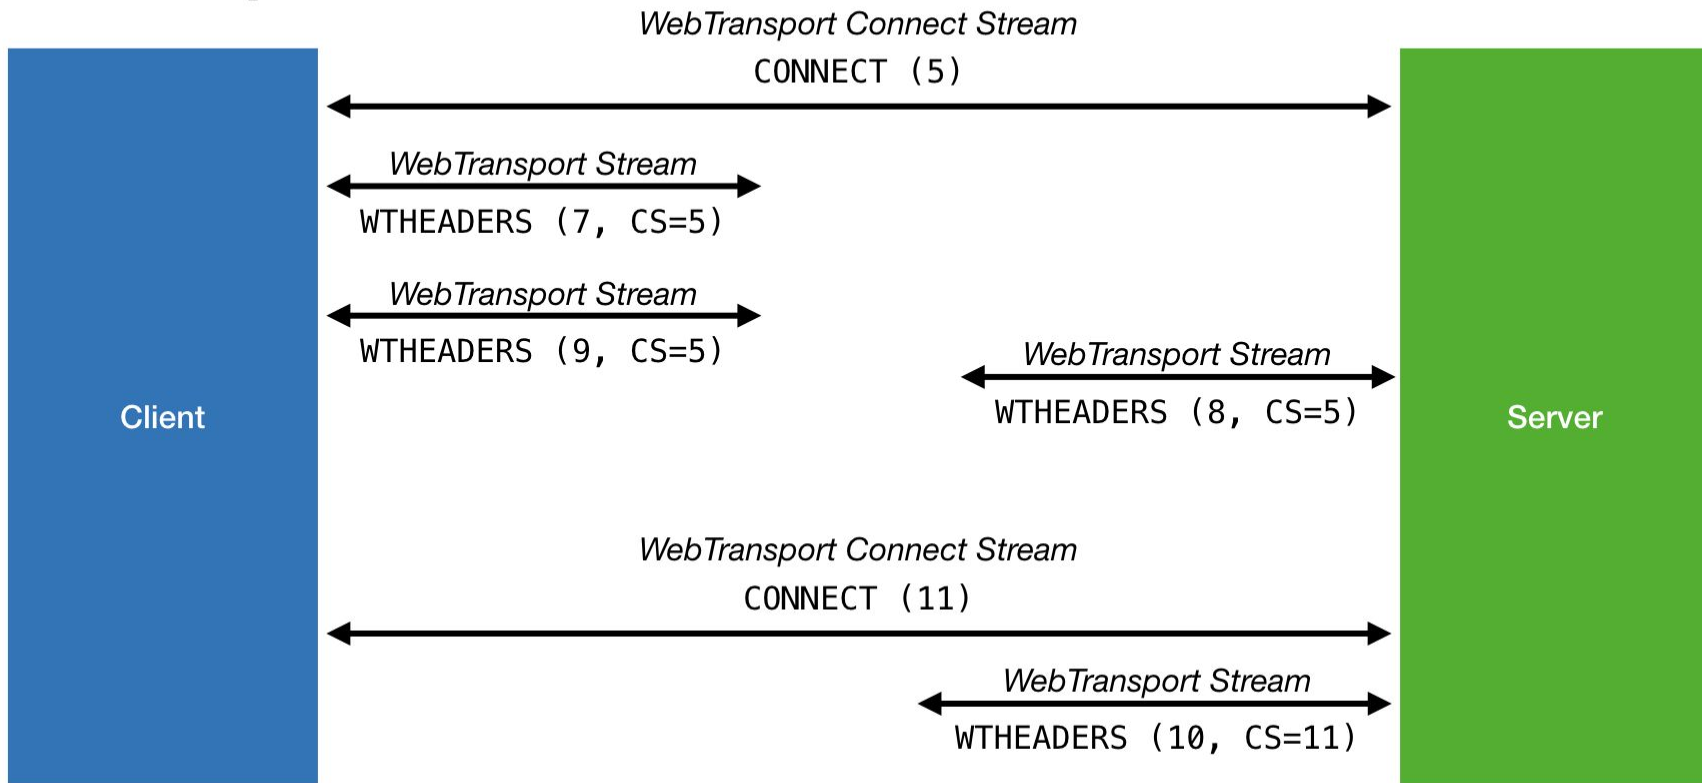 WebTransport Connect Stream
CONNECT (5)
WebTransport Stream
WTHEADERS (7, CS=5)
WebTransport Stream
WTHEADERS (9, CS=5)
WebTransport Stream
WTHEADERS (8, CS=5)
Client
Server
WebTransport Connect Stream
CONNECT (11)
WebTransport Stream
WTHEADERS (10, CS=11)